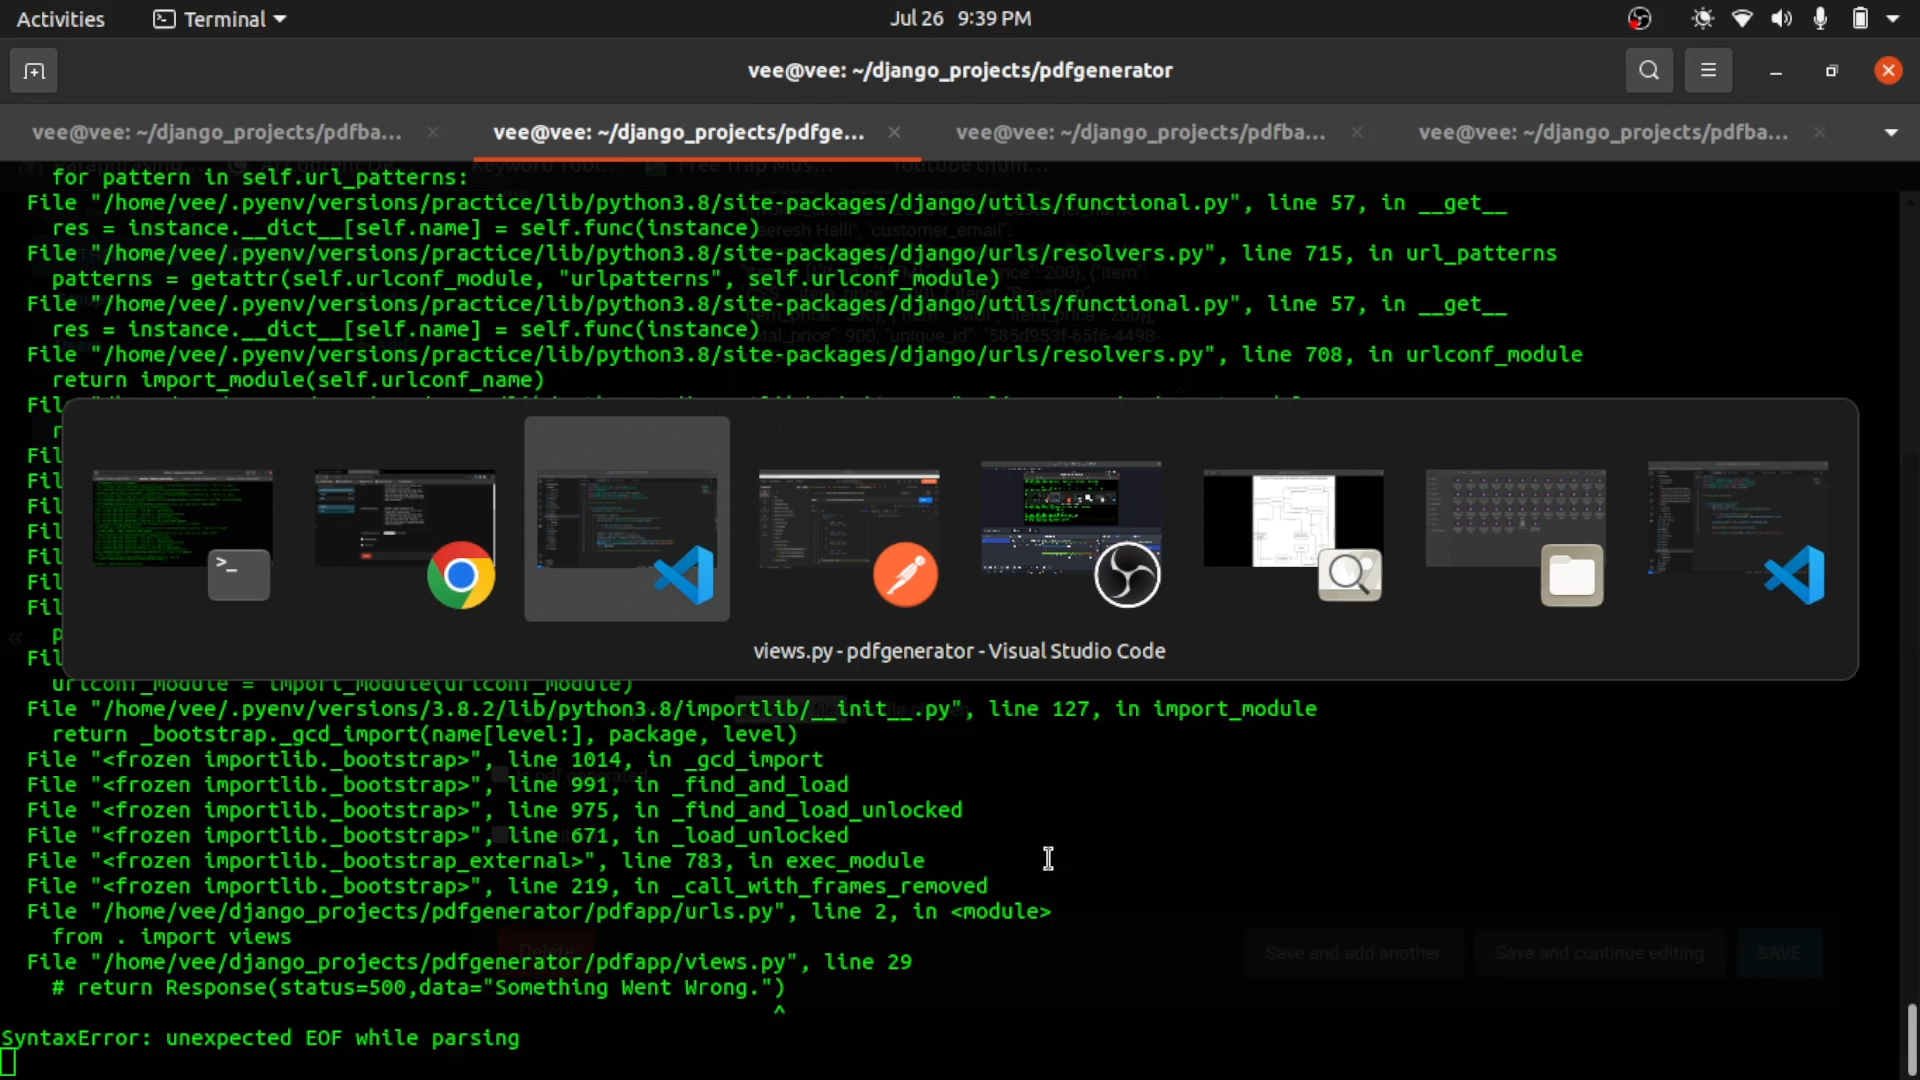 Activities
Terminal
Jul 26 9:39 PM
vee@vee: ~/django_projects/pdfgenerator
vee@vee: ~/django_projects/pdfba...
vee@vee: ~/django_projects/pdfge...
vee@vee: ~/django_projects/pdfba...
vee@vee: ~/django_projects/pdfba...
for pattern in self.url_patterns:
File "/home/vee/.pyenv/versions/practice/lib/python3.8/site-packages/django/utils/functional.py", line 57, in __get__
res = instance.__dict__[self.name] = self.func(instance)
File "/home/vee/.pyenv/versions/practice/lib/python3.8/site-packages/django/urls/resolvers.py", line 715, in url_patterns
patterns = getattr(self.urlconf_module, "urlpatterns", self.urlconf_module)
File "/home/vee/.pyenv/versions/practice/lib/python3.8/site-packages/django/utils/functional.py", line 57, in __get__
res = instance.__dict__[self.name] = self.func(instance)
File "/home/vee/.pyenv/versions/practice/lib/python3.8/site-packages/django/urls/resolvers.py", line 708, in urlconf_module
return import_module(self.urlconf_name)
views.py - pdfgenerator - Visual Studio Code
urlconf_module = import_module(urlconf_module)
File "/home/vee/.pyenv/versions/3.8.2/lib/python3.8/importlib/__init__.py", line 127, in import_module
return _bootstrap._gcd_import(name[level:], package, level)
File "<frozen importlib._bootstrap>", line 1014, in _gcd_import
File "<frozen importlib._bootstrap>", line 991, in _find_and_load
File "<frozen importlib._bootstrap>", line 975, in _find_and_load_unlocked
File "<frozen importlib._bootstrap>", line 671, in _load_unlocked
File "<frozen importlib._bootstrap_external>", line 783, in exec_module
File "<frozen importlib._bootstrap>", line 219, in _call_with_frames_removed
File "/home/vee/django_projects/pdfgenerator/pdfapp/urls.py", line 2, in <module>
from . import views
Delete
Save and add another
Save and continue editing
SAVE
File "/home/vee/django_projects/pdfgenerator/pdfapp/views.py", line 29
# return Response(status=500,data="Something Went Wrong.")
^
SyntaxError: unexpected EOF while parsing